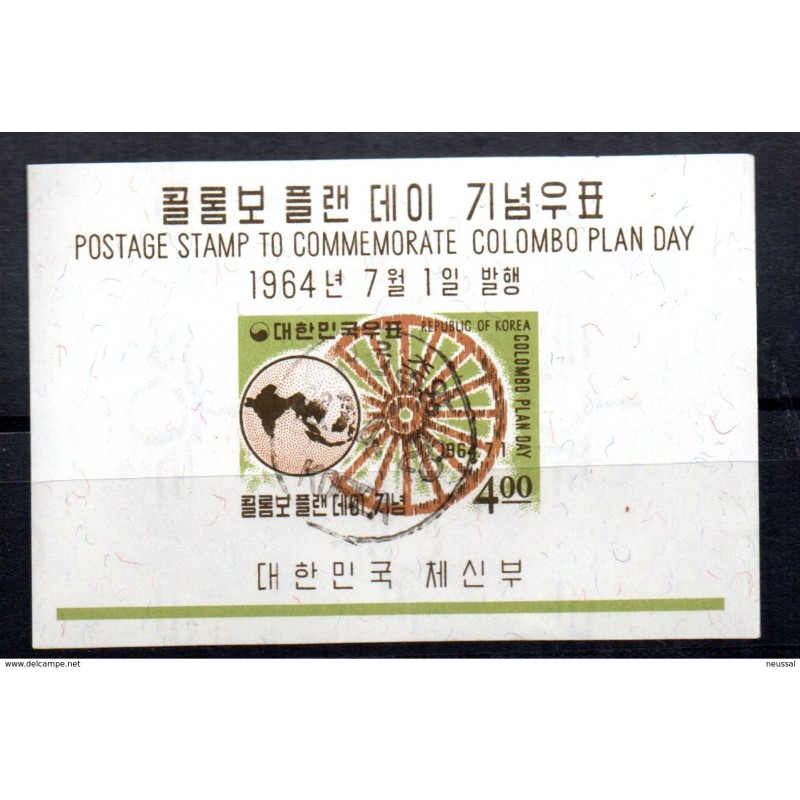 콜롬보 플랜 데이 기념우표
POSTAGE STAMP TO COMMEMORATE COLOMBO PLAN DAY
1964년 7월 1일 발행
대한민국우표
REPUBLIC OF KOREA
COLOMBO PLAN DAY
1964. 7. 1
콜롬보 플랜 데이 기념
4.00
대한민국 체신부
www.delcampe.net
neussal